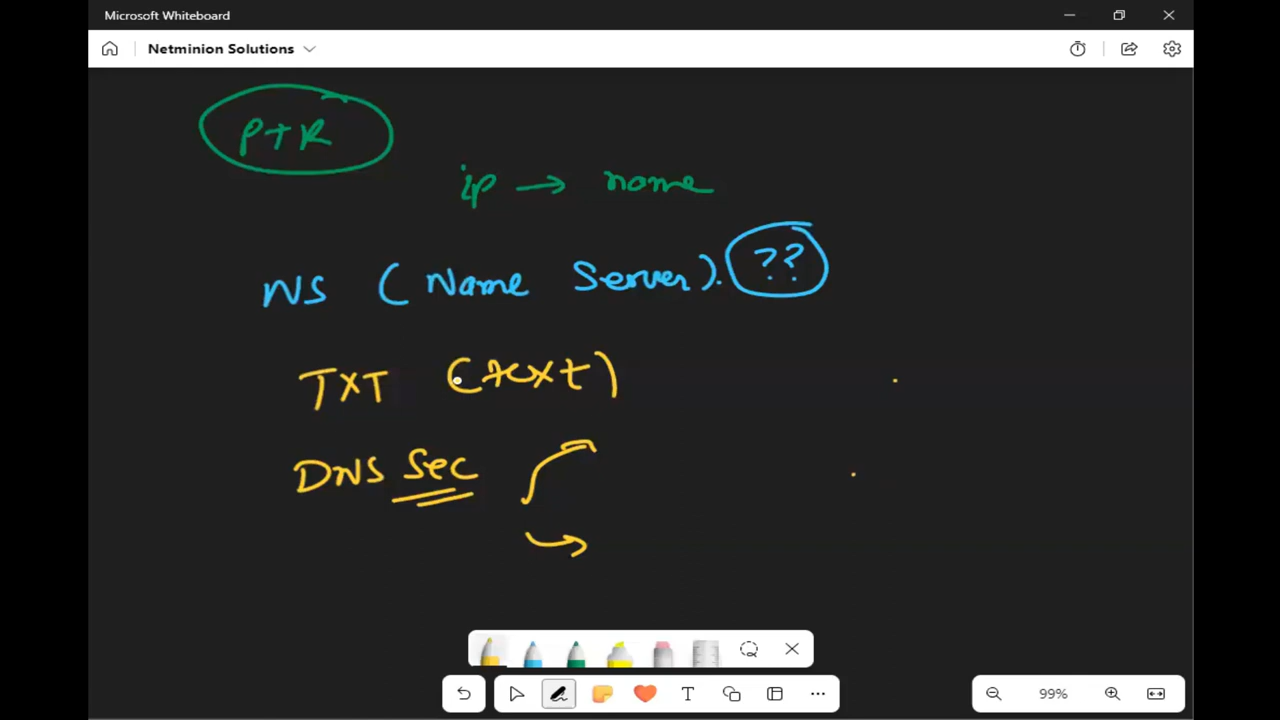 Microsoft Whiteboard
Netminion Solutions
PTR
ip → name
NS (Name Server). ??
TXT (text)
DNS Sec
99%